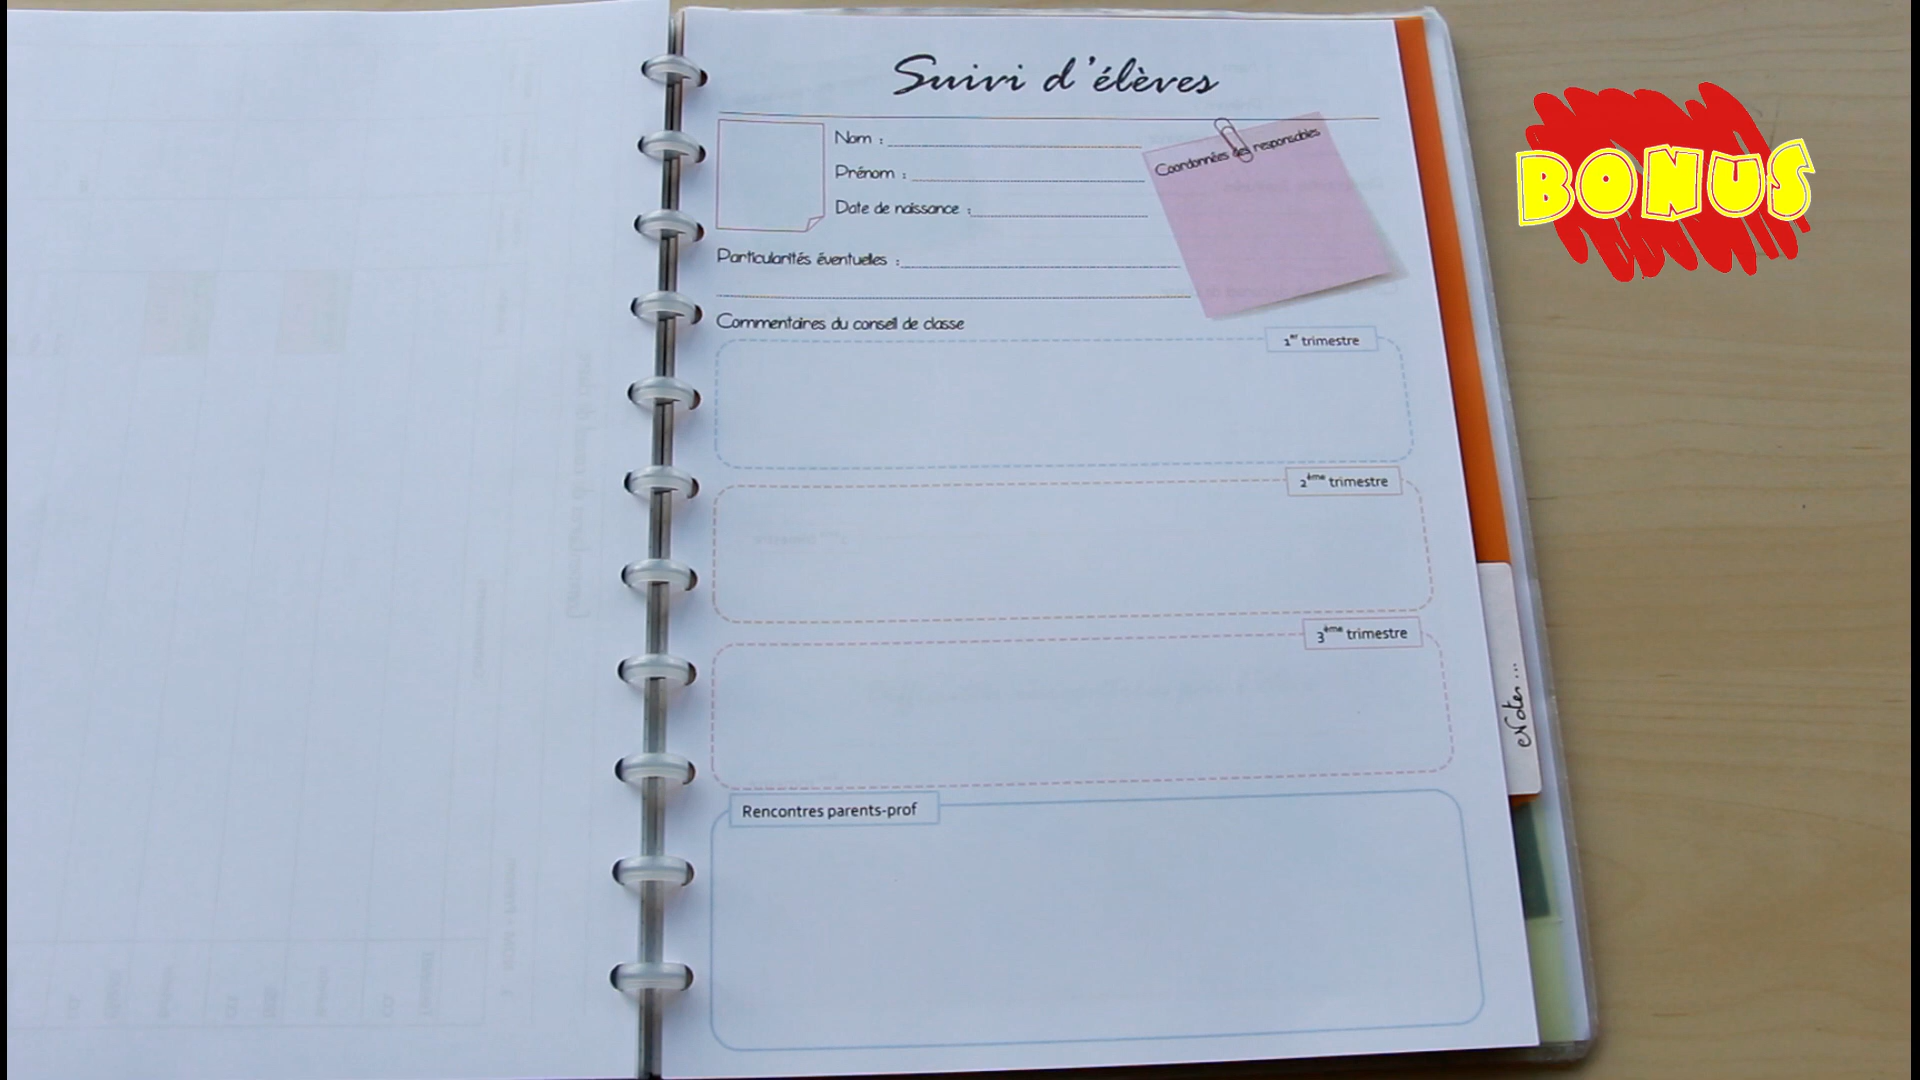 Suivi d'élèves
BONUS
Nom :
Prénom :
Date de naissance :
Coordonnées des responsables
Particularités éventuelles :
Commentaires du conseil de classe
1er trimestre
2ème trimestre
3ème trimestre
Notes...
Rencontres parents-prof